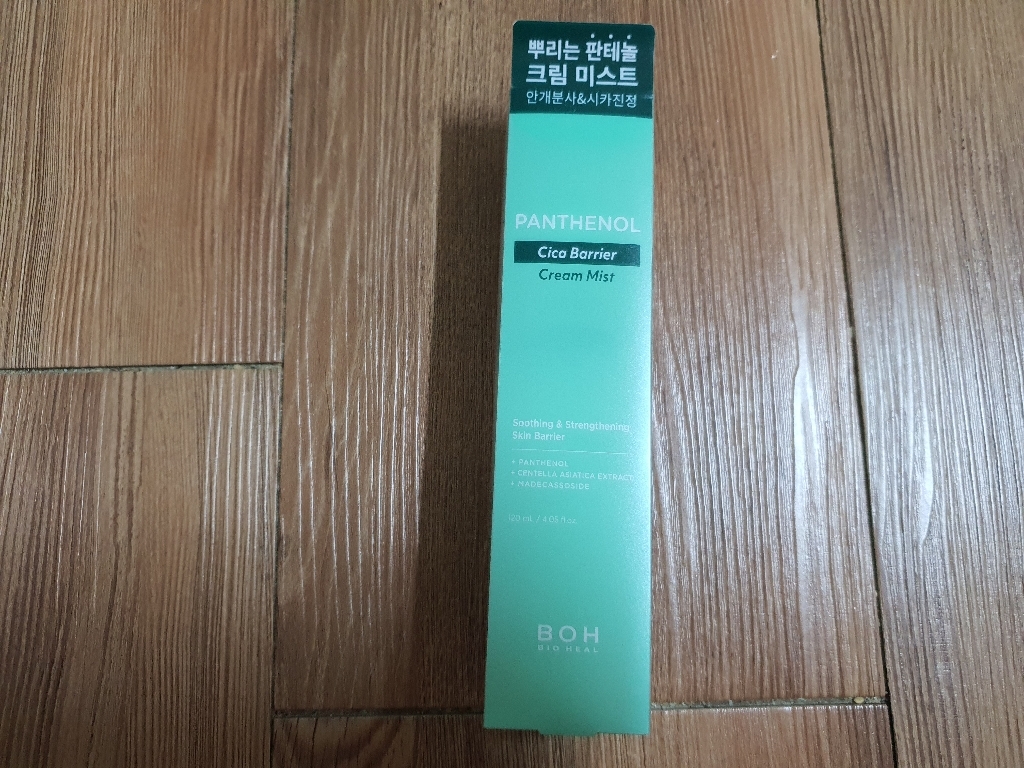 뿌리는 판테놀
크림 미스트
안개분사&시카진정
PANTHENOL
Cica Barrier
Cream Mist
Soothing & Strengthening
Skin Barrier
+ PANTHENOL
+ CENTELLA ASIATICA EXTRACT
+ MADECASSOSIDE
120 mL / 4.05 fl.oz.
BOH
BIO HEAL